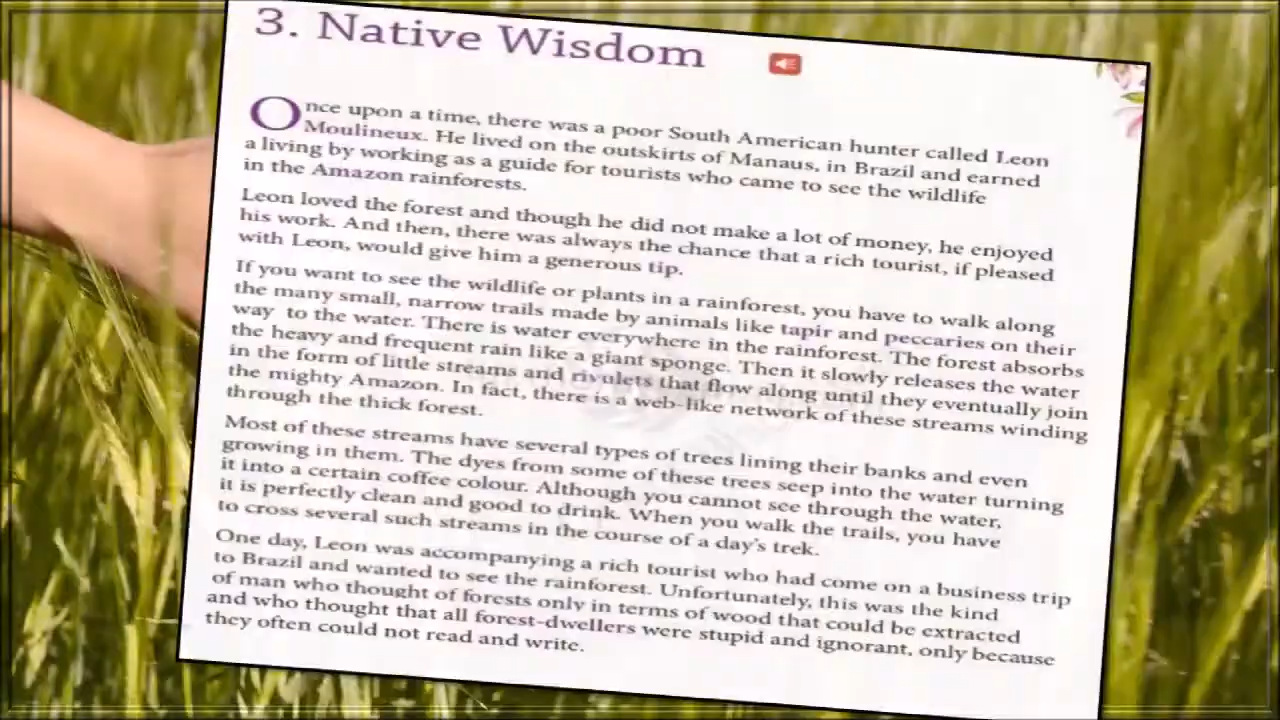 3. Native Wisdom
Once upon a time, there was a poor South American hunter called Leon
Moulineux. He lived on the outskirts of Manaus, in Brazil and earned
a living by working as a guide for tourists who came to see the wildlife
in the Amazon rainforests.
Leon loved the forest and though he did not make a lot of money, he enjoyed
his work. And then, there was always the chance that a rich tourist, if pleased
with Leon, would give him a generous tip.
If you want to see the wildlife or plants in a rainforest, you have to walk along
the many small, narrow trails made by animals like tapir and peccaries on their
way to the water. There is water everywhere in the rainforest. The forest absorbs
the heavy and frequent rain like a giant sponge. Then it slowly releases the water
in the form of little streams and rivulets that flow along until they eventually join
the mighty Amazon. In fact, there is a web-like network of these streams winding
through the thick forest.
Most of these streams have several types of trees lining their banks and even
growing in them. The dyes from some of these trees seep into the water turning
it into a certain coffee colour. Although you cannot see through the water,
it is perfectly clean and good to drink. When you walk the trails, you have
to cross several such streams in the course of a day's trek.
One day, Leon was accompanying a rich tourist who had come on a business trip
to Brazil and wanted to see the rainforest. Unfortunately, this was the kind
of man who thought of forests only in terms of wood that could be extracted
and who thought that all forest-dwellers were stupid and ignorant, only because
they often could not read and write.